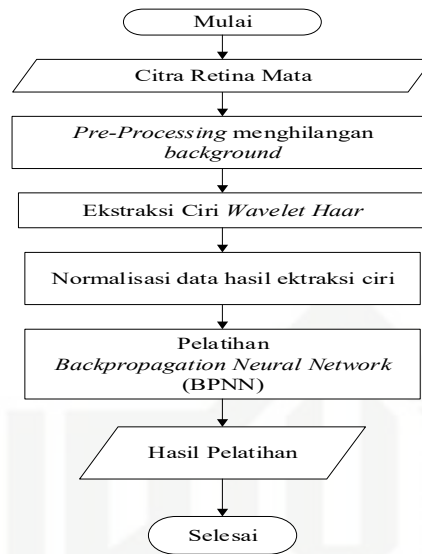 Mulai
Citra Retina Mata
Pre-Processing menghilangan
background
Ekstraksi Ciri Wavelet Haar
Normalisasi data hasil ektraksi ciri
Pelatihan
Backpropagation Neural Network
(BPNN)
Hasil Pelatihan
Selesai